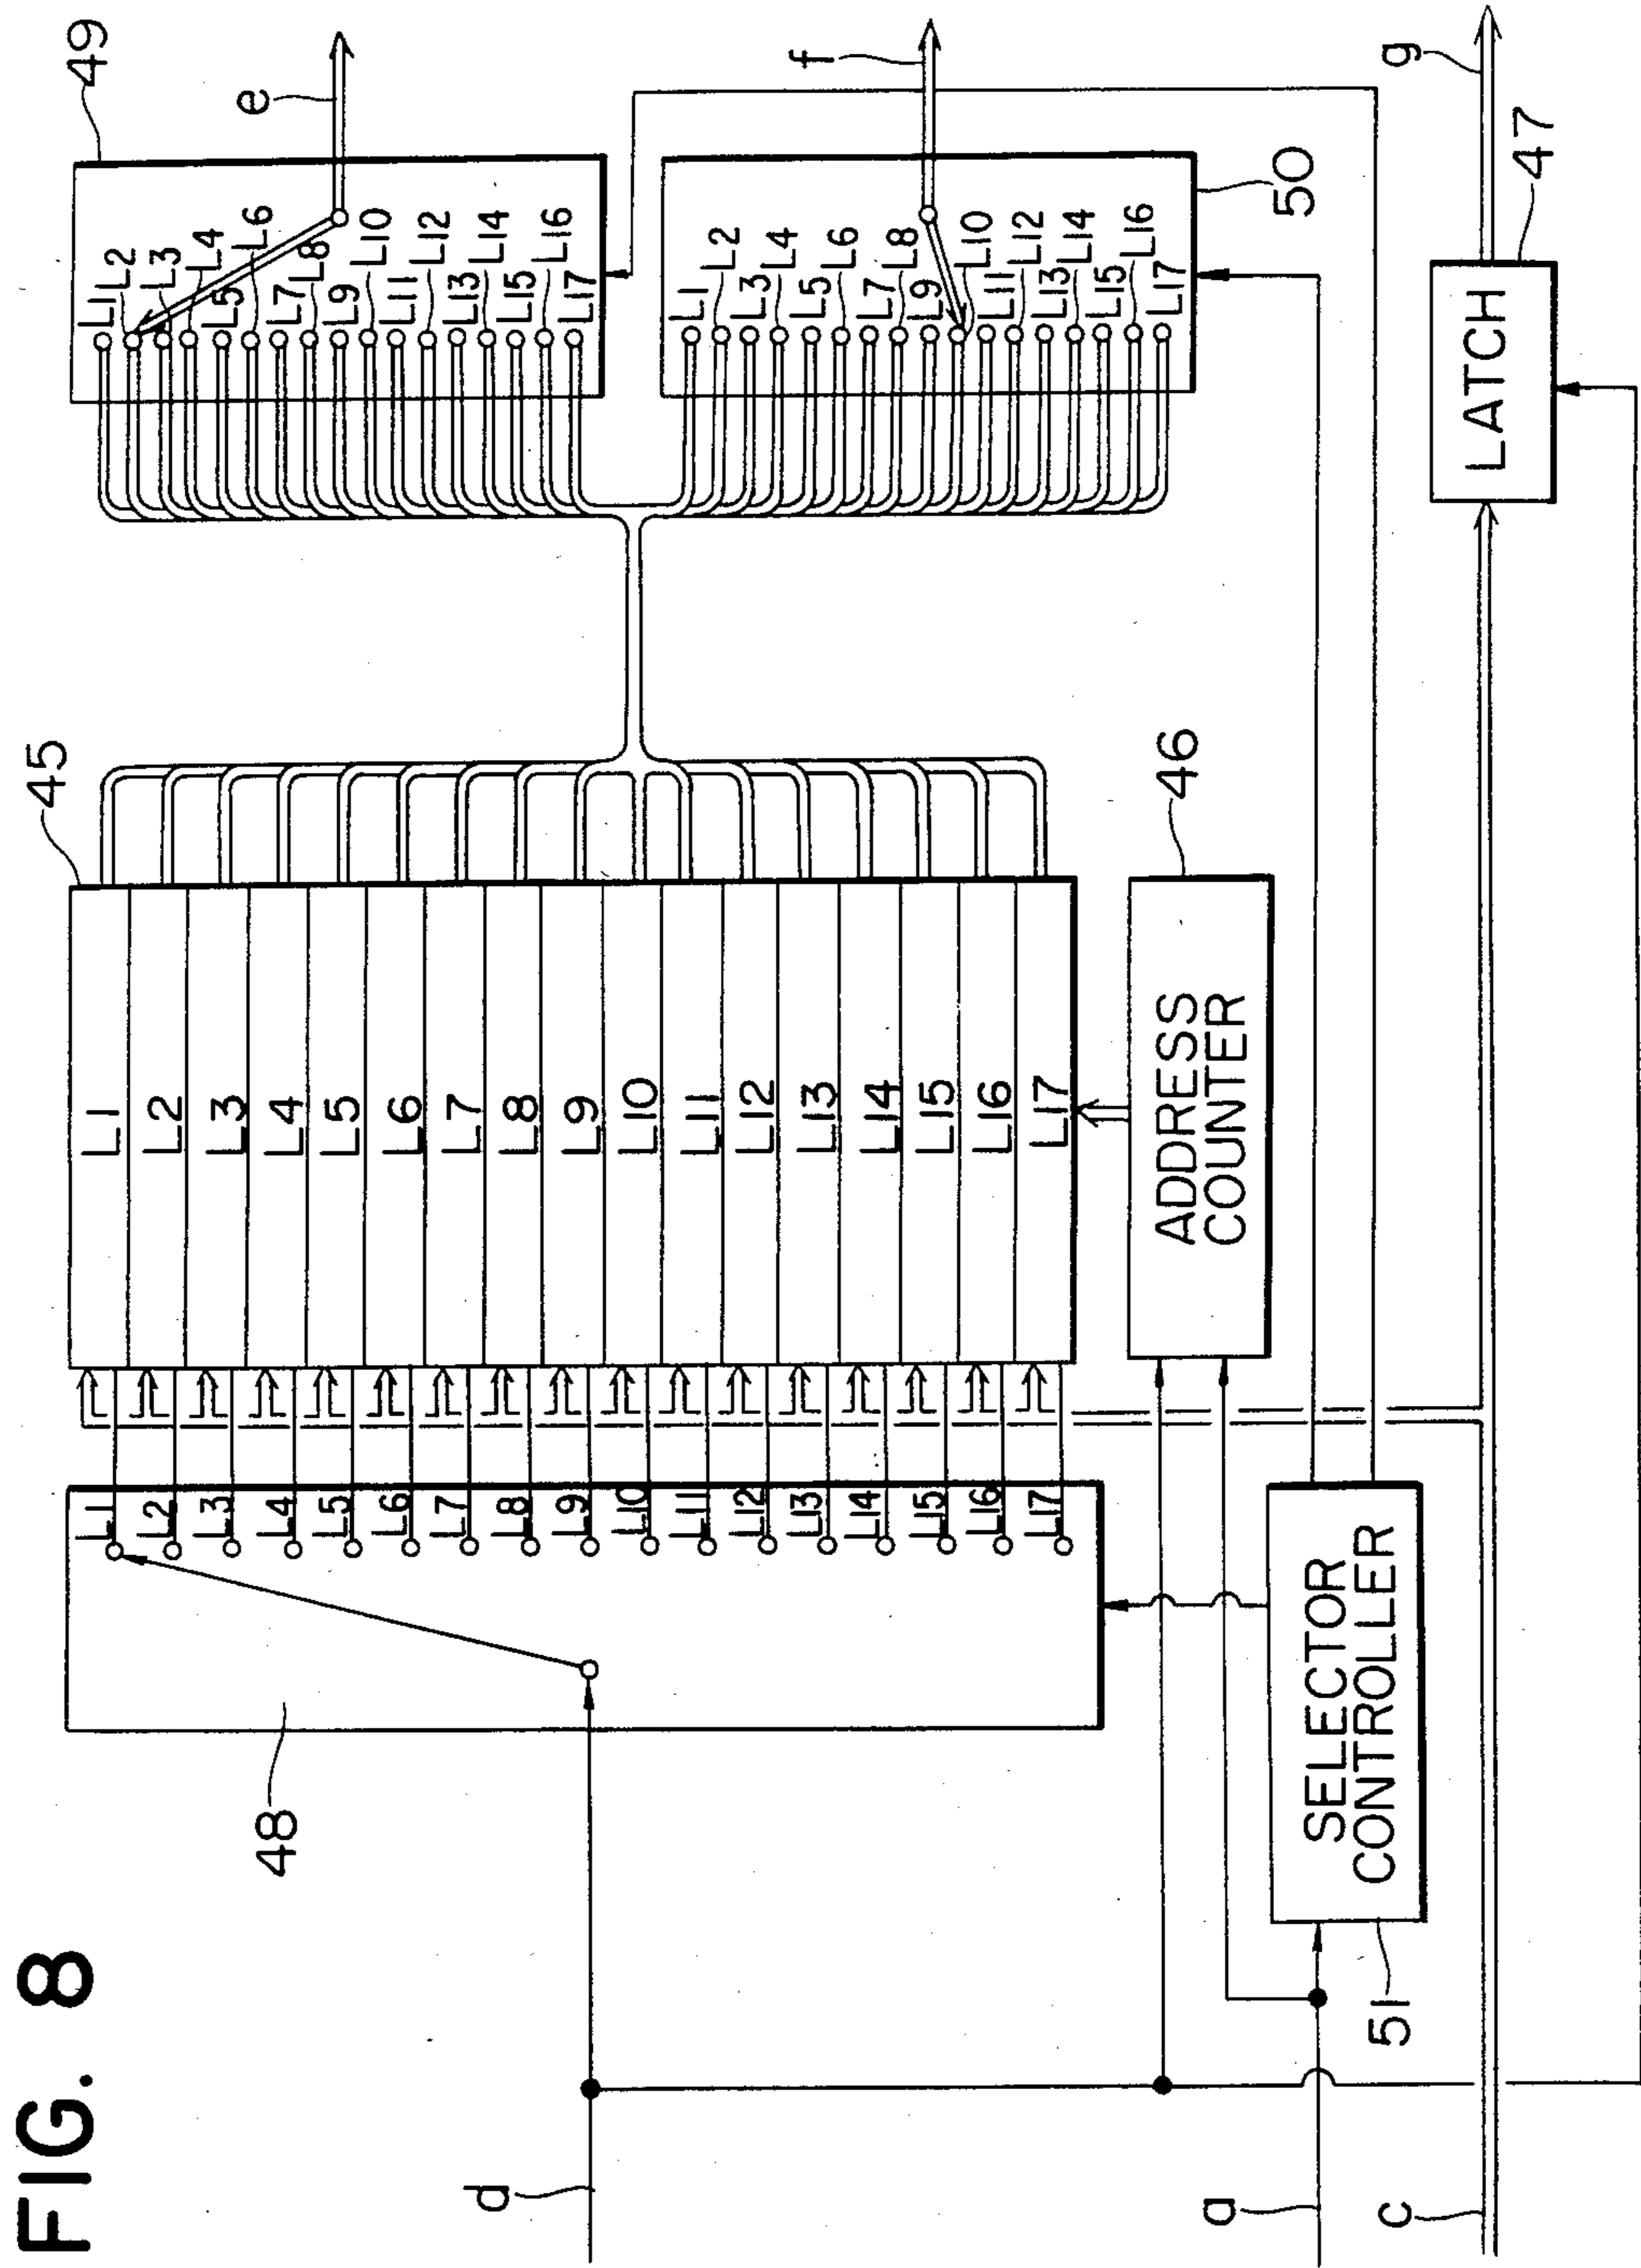 FIG. 8
48
L1
L2
L3
L4
L5
L6
L7
L8
L9
L10
L11
L12
L13
L14
L15
L16
L17
45
L1
L2
L3
L4
L5
L6
L7
L8
L9
L10
L11
L12
L13
L14
L15
L16
L17
49
L1
L2
L3
L4
L5
L6
L7
L8
L9
L10
L11
L12
L13
L14
L15
L16
L17
e
L1
L2
L3
L4
L5
L6
L7
L8
L9
L10
L11
L12
L13
L14
L15
L16
L17
f
50
ADDRESS
COUNTER
46
SELECTOR
CONTROLLER
51
LATCH
47
d
a
c
g